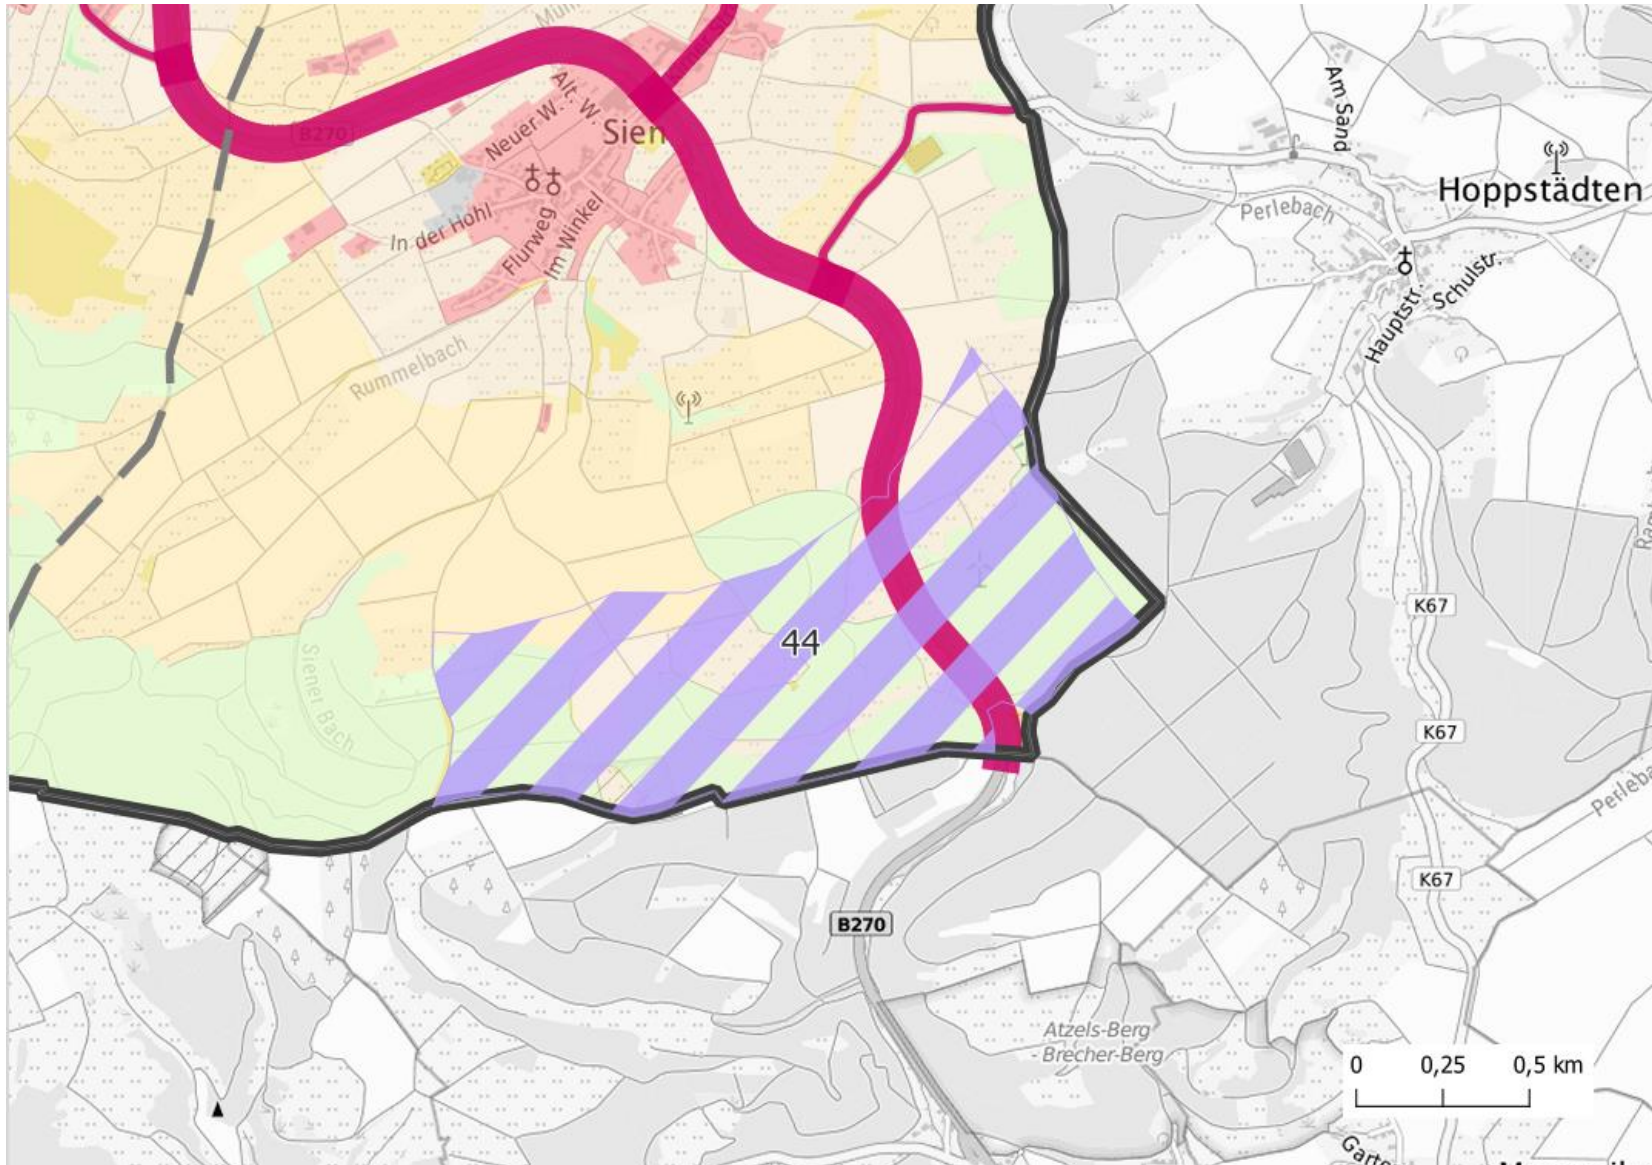 B270
Alt. W.
Neuer W.
Sien
In der Hohl
Flurweg
Im Winkel
Rummelbach
Am Sand
Hoppstädten
Perlebach
Schulstr.
Hauptstr.
44
Siener Bach
K67
K67
K67
B270
Atzels-Berg
- Brecher-Berg
0 0,25 0,5 km